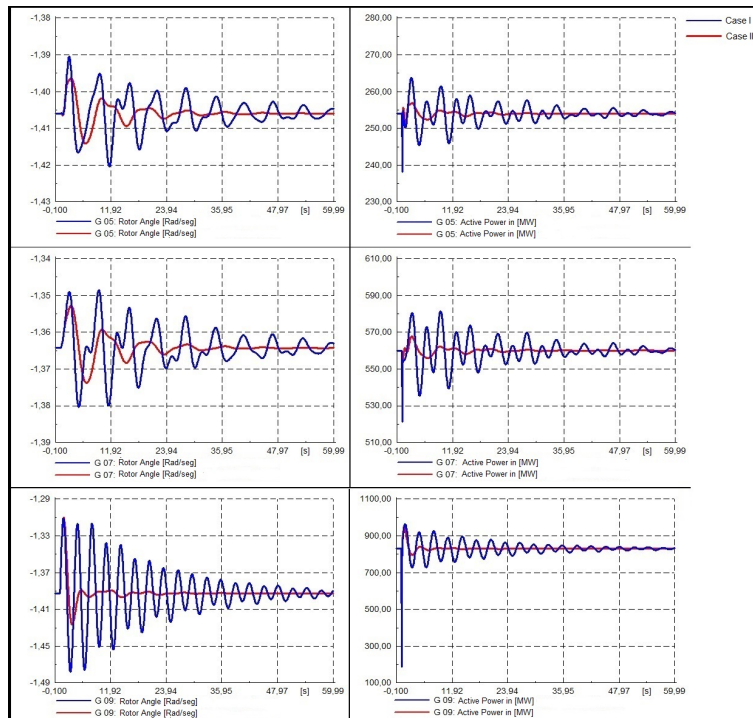 Case I
Case II
-1,38
-1,39
-1,40
-1,41
-1,42
-1,43
-0,100 11,92 23,94 35,95 47,97 [s] 59,99
G 05: Rotor Angle [Rad/seg]
G 05: Rotor Angle [Rad/seg]
280,00
270,00
260,00
250,00
240,00
230,00
-0,100 11,92 23,94 35,95 47,97 [s] 59,99
G 05: Active Power in [MW]
G 05: Active Power in [MW]
-1,34
-1,35
-1,36
-1,37
-1,38
-1,39
-0,100 11,92 23,94 35,95 [s] 47,97 59,99
G 07: Rotor Angle [Rad/seg]
G 07: Rotor Angle [Rad/seg]
610,00
590,00
570,00
550,00
530,00
510,00
-0,100 11,92 23,94 35,95 47,97 [s] 59,99
G 07: Active Power in [MW]
G 07: Active Power in [MW]
-1,29
-1,33
-1,37
-1,41
-1,45
-1,49
-0,100 11,92 23,94 35,95 47,97 [s] 59,99
G 09: Rotor Angle [Rad/seg]
G 09: Rotor Angle [Rad/seg]
1100,00
900,00
700,00
500,00
300,00
100,00
-0,100 11,92 23,94 35,95 47,97 [s] 59,99
G 09: Active Power in [MW]
G 09: Active Power in [MW]